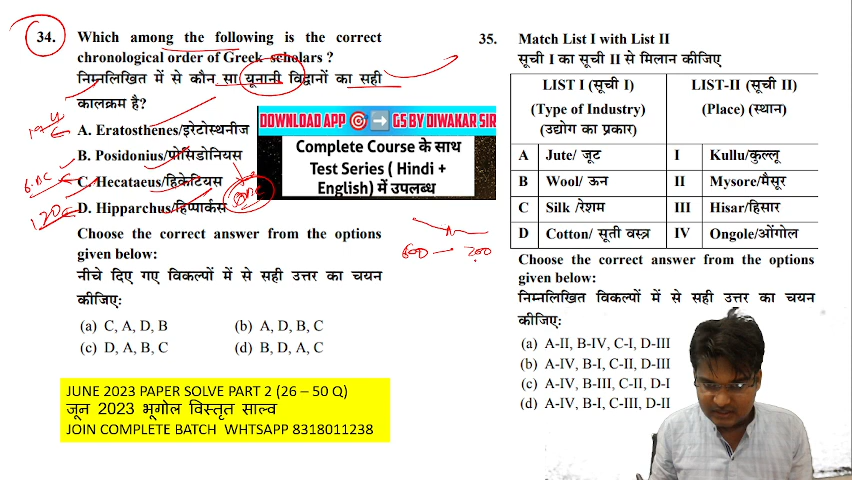 34. Which among the following is the correct
chronological order of Greek scholars ?
निम्नलिखित में से कौन सा यूनानी विद्वानों का सही
कालक्रम है?
A. Eratosthenes/इरेटोस्थनीज
B. Posidonius/प्रोसिडोनियस
C. Hecataeus/हिकेटियस
D. Hipparchus/हिप्पार्कस
Choose the correct answer from the options
given below:
नीचे दिए गए विकल्पों में से सही उत्तर का चयन
कीजिए:
(a) C, A, D, B (b) A, D, B, C
(c) D, A, B, C (d) B, D, A, C
DOWNLOAD APP GS BY DIWAKAR SIR
Complete Course के साथ
Test Series ( Hindi +
English) में उपलब्ध
600 — 200
JUNE 2023 PAPER SOLVE PART 2 (26 – 50 Q)
जून 2023 भूगोल विस्तृत साल्व
JOIN COMPLETE BATCH WHTSAPP 8318011238
35. Match List I with List II
सूची I का सूची II से मिलान कीजिए
LIST I (सूची I) LIST-II (सूची II)
(Type of Industry) (Place) (स्थान)
(उद्योग का प्रकार)
A Jute/ जूट I Kullu/कुल्लू
B Wool/ ऊन II Mysore/मैसूर
C Silk /रेशम III Hisar/हिसार
D Cotton/ सूती वस्त्र IV Ongole/ओंगोल
Choose the correct answer from the options
given below:
निम्नलिखित विकल्पों में से सही उत्तर का चयन
कीजिए:
(a) A-II, B-IV, C-I, D-III
(b) A-IV, B-I, C-II, D-III
(c) A-IV, B-III, C-II, D-I
(d) A-IV, B-I, C-III, D-II